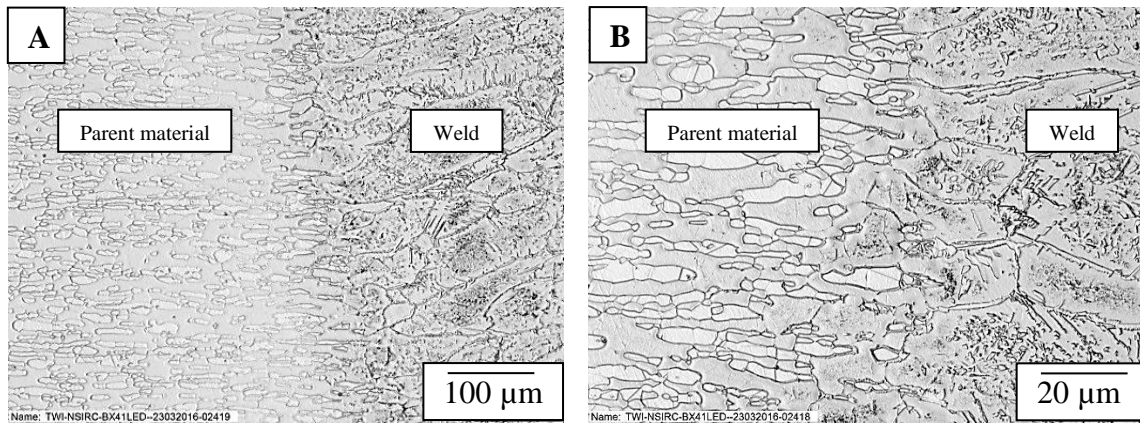 A
Parent material
Weld
100 µm
Name: TWI-NSIRC-BX41LED--23032016-02419
B
Parent material
Weld
20 µm
Name: TWI-NSIRC-BX41LED--23032016-02418